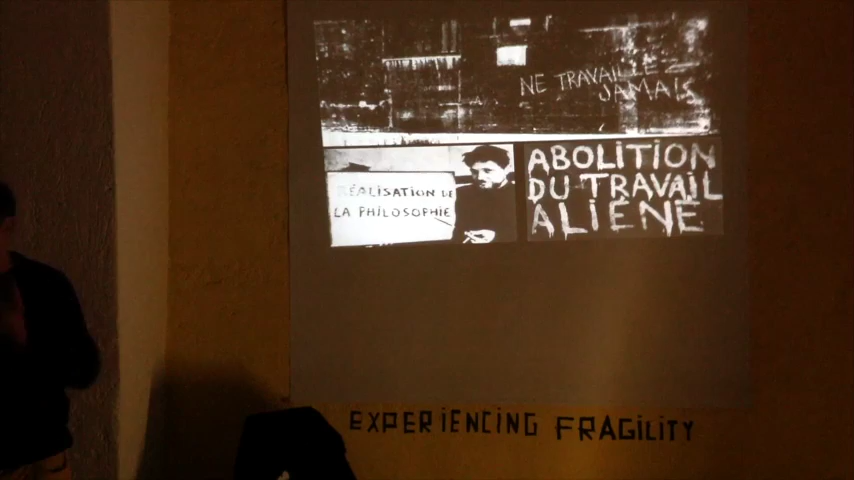 NE TRAVAILLEZ
JAMAIS
RÉALISATION DE
LA PHILOSOPHIE
ABOLITION
DU TRAVAIL
ALIÉNÉ
EXPERIENCING FRAGILITY